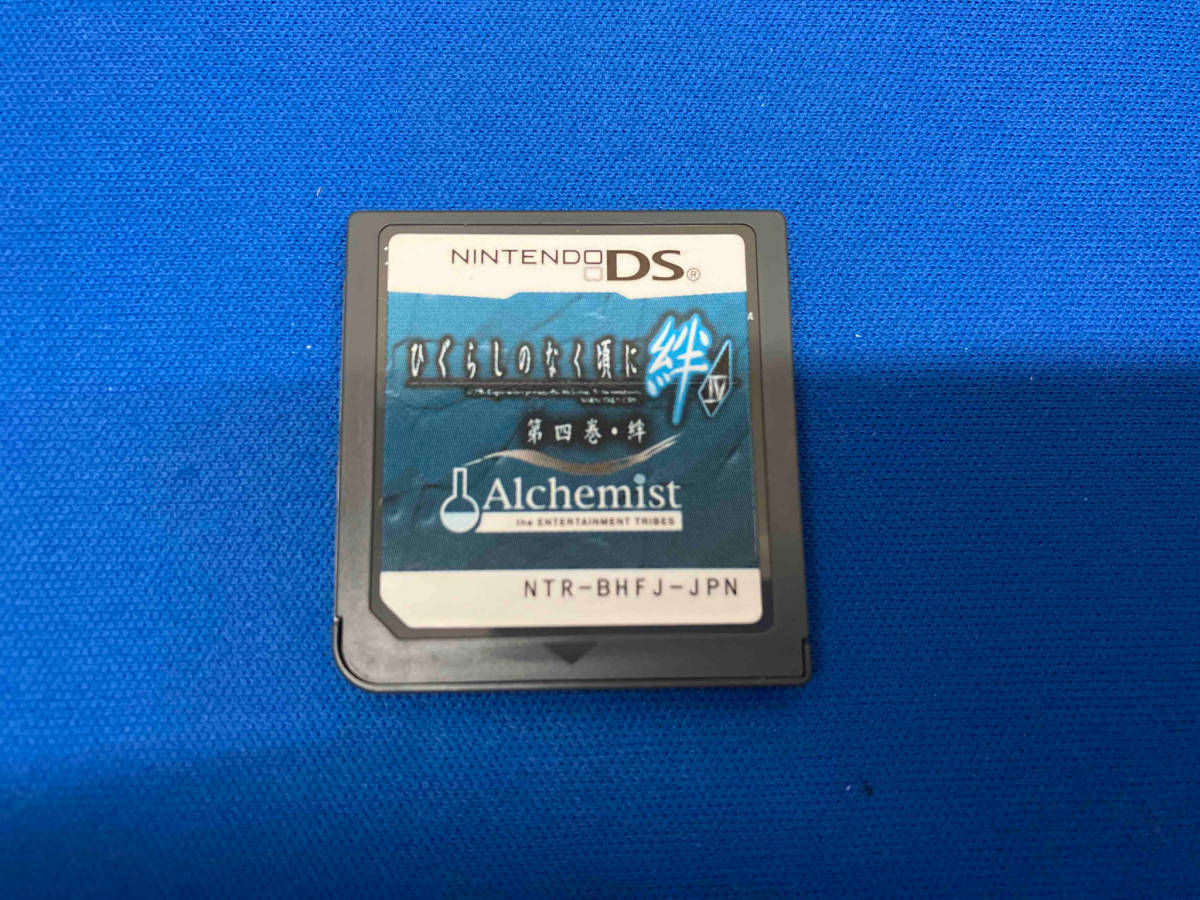 NINTENDO DS®
ひぐらしのなく頃に 絆 IV
第四巻・絆
Alchemist
the ENTERTAINMENT TRIBES
NTR-BHFJ-JPN
A